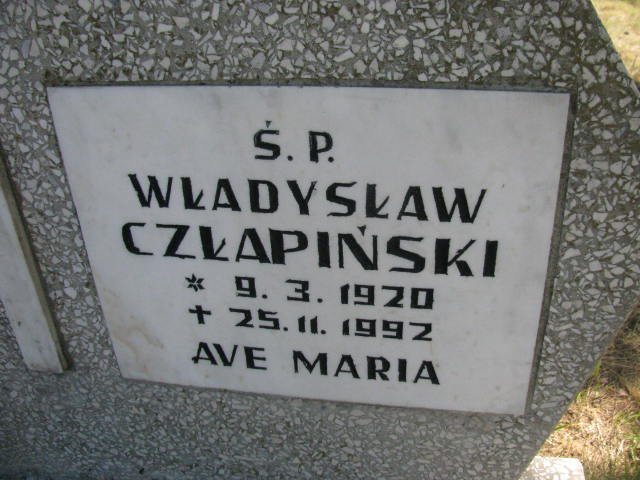 Ś. P.
WŁADYSŁAW
CZŁAPIŃSKI
* 9. 3. 1920
+ 25. 11. 1992
AVE MARIA